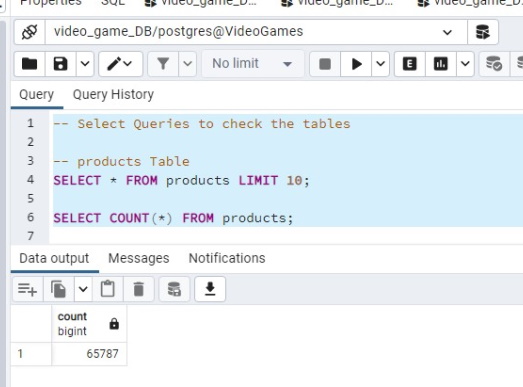 Properties SQL video_game_D... video_game_D... video_game_D.
video_game_DB/postgres@VideoGames
No limit
E
Query Query History
1 -- Select Queries to check the tables
2
3 -- products Table
4 SELECT * FROM products LIMIT 10;
5
6 SELECT COUNT(*) FROM products;
7
Data output Messages Notifications
count
bigint
1 65787